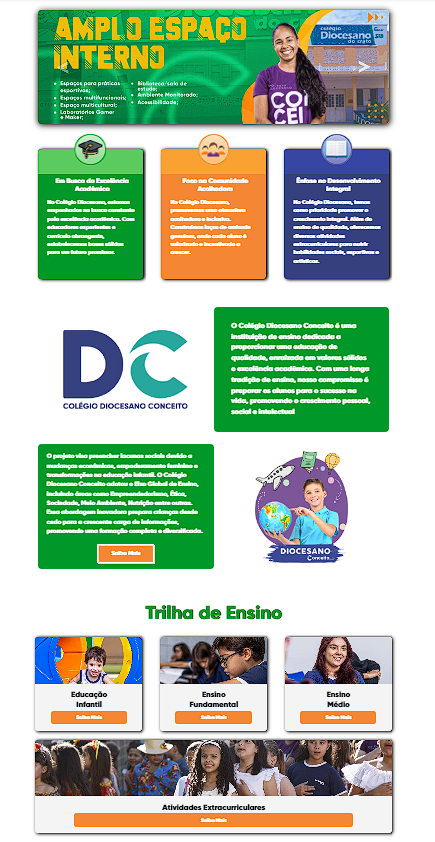 AMPLO ESPAÇO
INTERNO
Espaços para práticas
esportivas;
Espaços multifuncionais;
Espaço multicultural;
Laboratórios Gamer
e Maker;
Biblioteca/sala de
estudo;
Ambiente Monitorado;
Acessibilidade;
colégio
Diocesano
do crato
CON
CEI
Em Busca da Excelência
Acadêmica
No Colégio Diocesano, estamos
empenhados na busca constante
pela excelência acadêmica. Com
educadores experientes e
currículo abrangente,
estabelecemos bases sólidas
para um futuro promissor.
Foco na Comunidade
Acolhedora
No Colégio Diocesano,
promovemos uma atmosfera
acolhedora e inclusiva.
Construímos laços de amizade
genuínos, onde cada aluno é
valorizado e incentivado a
crescer.
Ênfase no Desenvolvimento
Integral
No Colégio Diocesano, temos
como prioridade promover o
crescimento integral. Além do
ensino de qualidade, oferecemos
diversas atividades
extracurriculares para nutrir
habilidades sociais, esportivas e
artísticas.
DC
COLÉGIO DIOCESANO CONCEITO
O Colégio Diocesano Conceito é uma
instituição de ensino dedicada a
proporcionar uma educação de
qualidade, enraizada em valores sólidos
e excelência acadêmica. Com uma longa
tradição de ensino, nosso compromisso é
preparar os alunos para o sucesso na
vida, promovendo o crescimento pessoal,
social e intelectual
O projeto visa preencher lacunas sociais devido a
mudanças econômicas, empoderamento feminino e
transformações na educação infantil. O Colégio
Diocesano Conceito adotou o Elo Global de Ensino,
incluindo áreas como Empreendedorismo, Ética,
Sociedade, Meio Ambiente, Nutrição entre outras.
Essa abordagem inovadora prepara crianças desde
cedo para a crescente carga de informações,
promovendo uma formação completa e diversificada.
Saiba Mais
DIOCESANO
Conceito
Trilha de Ensino
Educação
Infantil
Saiba Mais
Ensino
Fundamental
Saiba Mais
Ensino
Médio
Saiba Mais
Atividades Extracurriculares
Saiba Mais